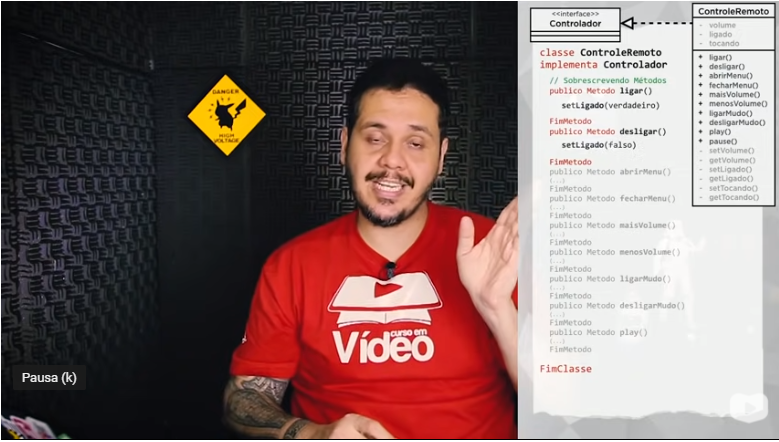 DANGER
HIGH
VOLTAGE
curso em
Vídeo
Pausa (k)
<<interface>>
Controlador
ControleRemoto
- volume
- ligado
- tocando
+ ligar()
+ desligar()
+ abrirMenu()
+ fecharMenu()
+ maisVolume()
+ menosVolume()
+ ligarMudo()
+ desligarMudo()
+ play()
+ pause()
- setVolume()
- getVolume()
- setLigado()
- getLigado()
- setTocando()
- getTocando()
classe ControleRemoto
implementa Controlador
// Sobrescrevendo Métodos
publico Metodo ligar()
setLigado(verdadeiro)
FimMetodo
publico Metodo desligar()
setLigado(falso)
FimMetodo
publico Metodo abrirMenu()
(...)
FimMetodo
publico Metodo fecharMenu()
(...)
FimMetodo
publico Metodo maisVolume()
(...)
FimMetodo
publico Metodo menosVolume()
(...)
FimMetodo
publico Metodo ligarMudo()
(...)
FimMetodo
publico Metodo desligarMudo()
(...)
FimMetodo
publico Metodo play()
(...)
FimMetodo
FimClasse